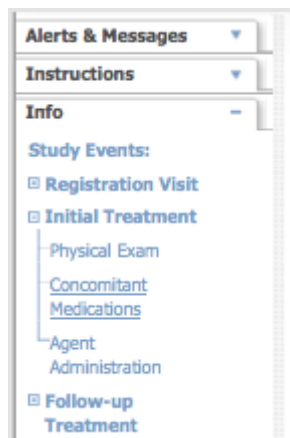 Alerts & Messages
Instructions
Info
Study Events:
Registration Visit
Initial Treatment
Physical Exam
Concomitant
Medications
Agent
Administration
Follow-up
Treatment